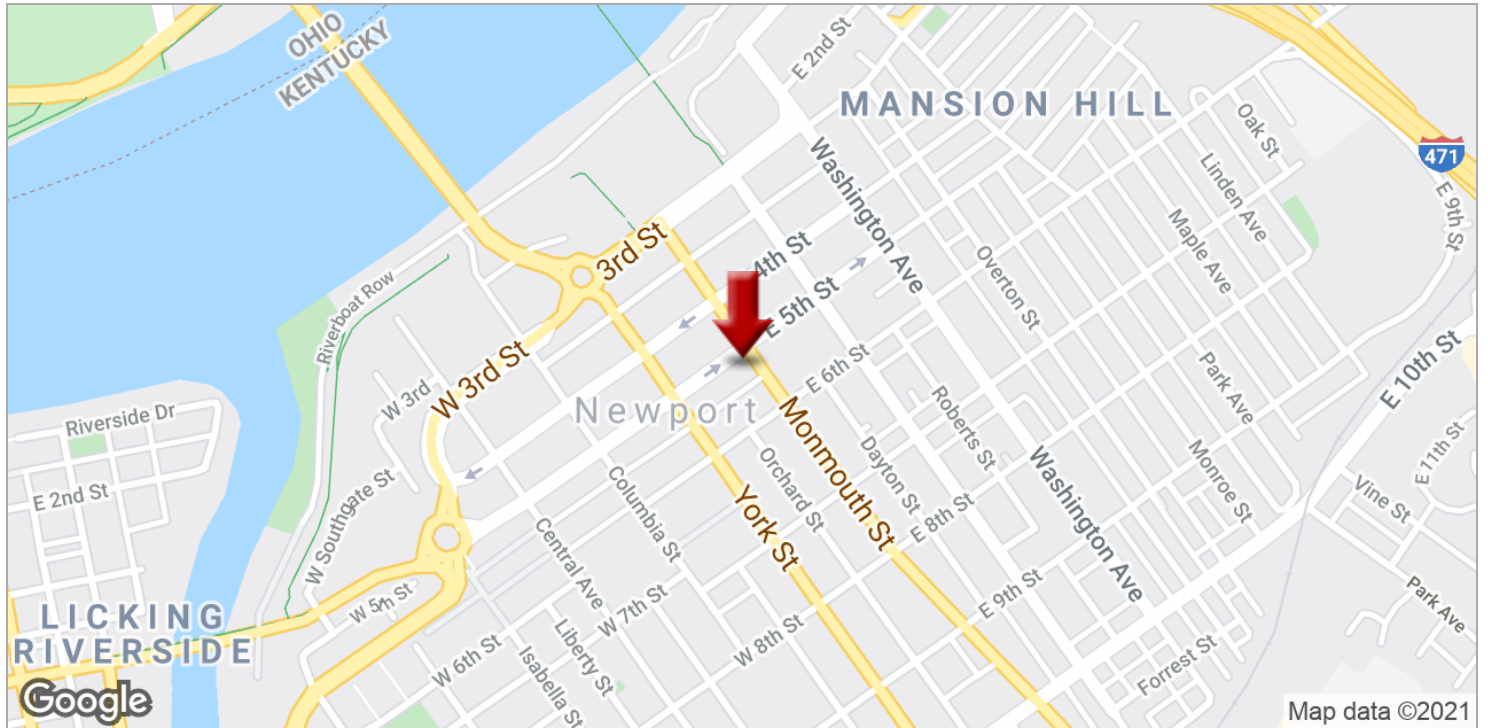 OHIO
KENTUCKY
E 2nd St
MANSION HILL
Oak St
471
Washington Ave
Linden Ave
E 9th St
3rd St
4th St
Maple Ave
Overton St
Riverboat Row
E 5th St
W 3rd St
E 6th St
Park Ave
E 10th St
W 3rd
Newport
Riverside Dr
Monmouth St
Roberts St
Dayton St
Monroe St
E 11th St
E 2nd St
W Southgate St
Columbia St
Orchard St
Washington Ave
Vine St
York St
E 8th St
Central Ave
W 5th St
W 7th St
E 9th St
Park Ave
LICKING
RIVERSIDE
Liberty St
W 8th St
W 6th St
Isabella St
Forrest St
Google
Map data ©2021